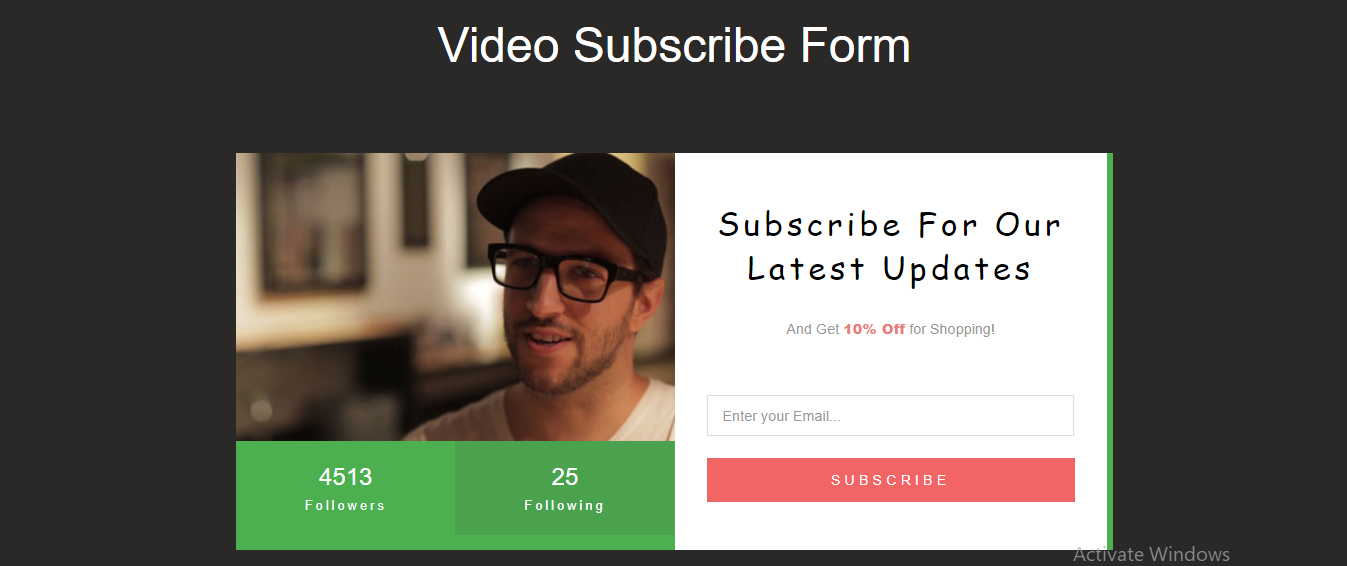 Video Subscribe Form
Subscribe For Our
Latest Updates
And Get 10% Off for Shopping!
Enter your Email...
SUBSCRIBE
4513
Followers
25
Following
Activate Windows